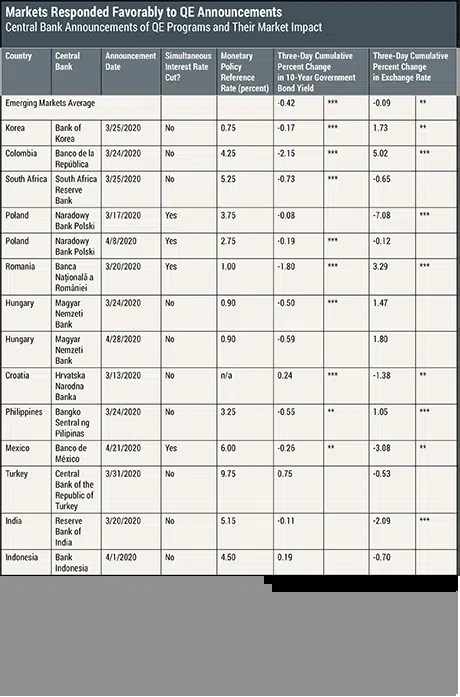 Markets Responded Favorably to QE Announcements
Central Bank Announcements of QE Programs and Their Market Impact
Country Central Bank Announcement Date Simultaneous Interest Rate Cut? Monetary Policy Reference Rate (percent) Three-Day Cumulative Percent Change in 10-Year Government Bond Yield Three-Day Cumulative Percent Change in Exchange Rate
Emerging Markets Average -0.42 *** -0.09 **
Korea Bank of Korea 3/25/2020 No 0.75 -0.17 *** 1.73 **
Colombia Banco de la República 3/24/2020 No 4.25 -2.15 *** 5.02 ***
South Africa South Africa Reserve Bank 3/25/2020 No 5.25 -0.73 *** -0.65
Poland Naradowy Bank Polski 3/17/2020 Yes 3.75 -0.08 -7.08 ***
Poland Naradowy Bank Polski 4/8/2020 Yes 2.75 -0.19 *** -0.12
Romania Banca Națională a României 3/20/2020 Yes 1.00 -1.80 *** 3.29 ***
Hungary Magyar Nemzeti Bank 3/24/2020 No 0.90 -0.50 *** 1.47
Hungary Magyar Nemzeti Bank 4/28/2020 No 0.90 -0.59 1.80
Croatia Hrvatska Narodna Banka 3/13/2020 No n/a 0.24 *** -1.38 **
Philippines Bangko Sentral ng Pilipinas 3/24/2020 No 3.25 -0.55 ** 1.05 ***
Mexico Banco de México 4/21/2020 Yes 6.00 -0.26 ** -3.08 **
Turkey Central Bank of the Republic of Turkey 3/31/2020 No 9.75 0.75 -0.53
India Reserve Bank of India 3/20/2020 No 5.15 -0.11 -2.09 ***
Indonesia Bank Indonesia 4/1/2020 No 4.50 0.19 -0.70